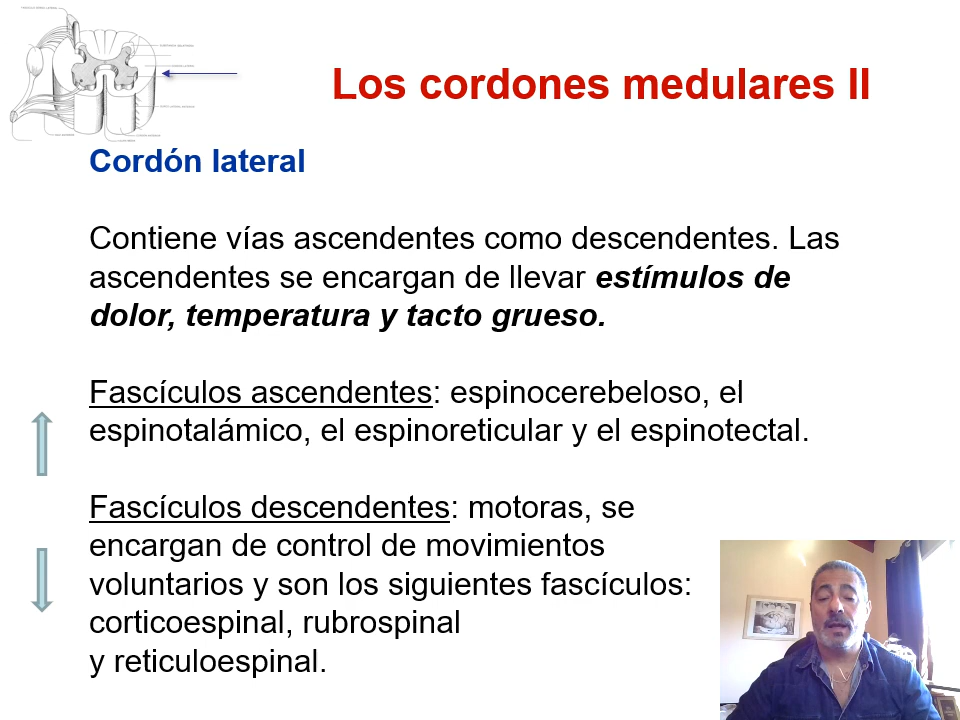 Los cordones medulares II
Cordón lateral
Contiene vías ascendentes como descendentes. Las
ascendentes se encargan de llevar estímulos de
dolor, temperatura y tacto grueso.
Fascículos ascendentes: espinocerebeloso, el
espinotalámico, el espinoreticular y el espinotectal.
Fascículos descendentes: motoras, se
encargan de control de movimientos
voluntarios y son los siguientes fascículos:
corticoespinal, rubrospinal
y reticuloespinal.